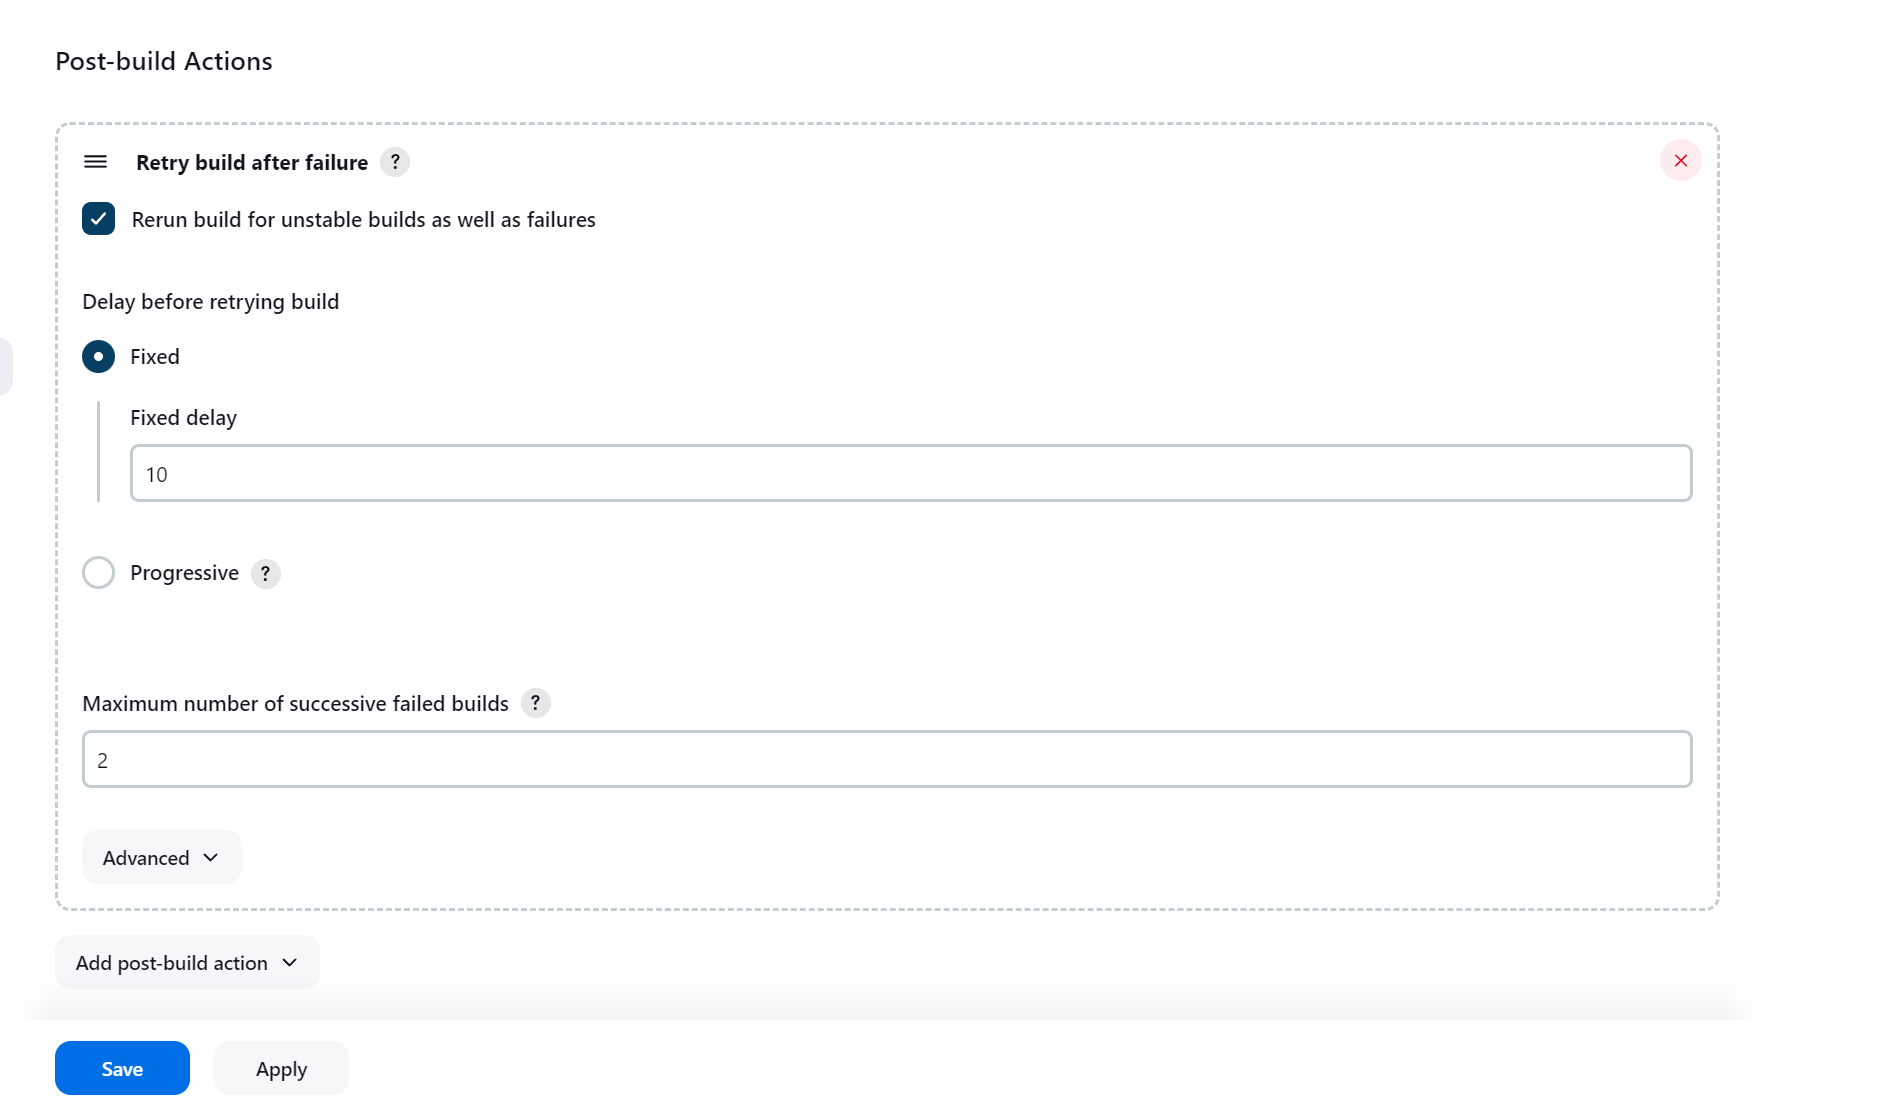 Post-build Actions
Retry build after failure ?
Rerun build for unstable builds as well as failures
Delay before retrying build
Fixed
Fixed delay
10
Progressive ?
Maximum number of successive failed builds ?
2
Advanced
Add post-build action
Save Apply